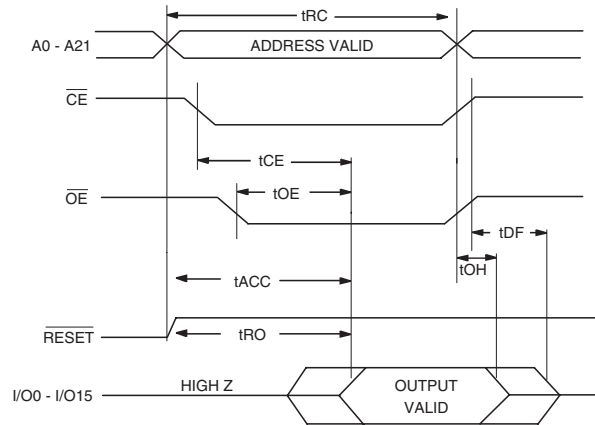 tRC
A0 - A21
ADDRESS VALID
CE
tCE
tOE
OE
tDF
tOH
tACC
RESET
tRO
I/O0 - I/O15
HIGH Z
OUTPUT
VALID